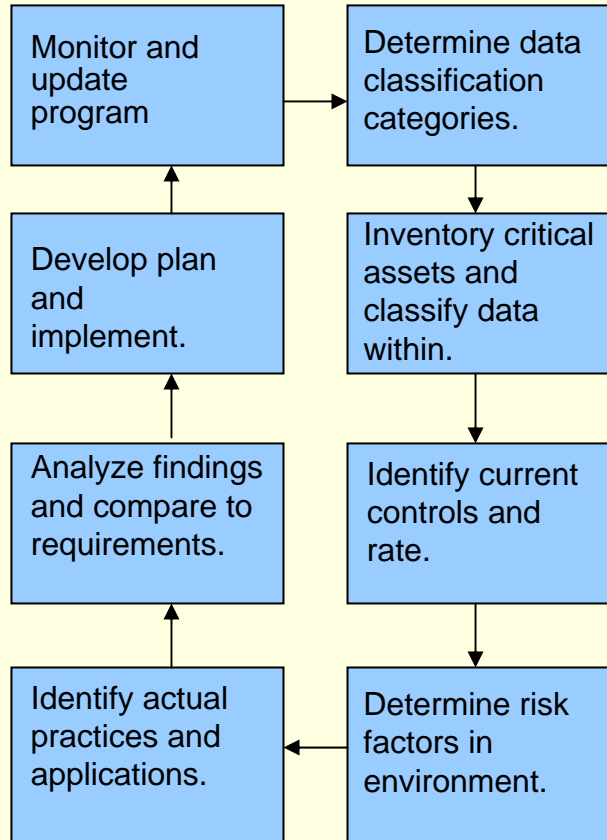 Monitor and
update
program
Determine data
classification
categories.
Inventory critical
assets and
classify data
within.
Identify current
controls and
rate.
Determine risk
factors in
environment.
Identify actual
practices and
applications.
Analyze findings
and compare to
requirements.
Develop plan
and
implement.